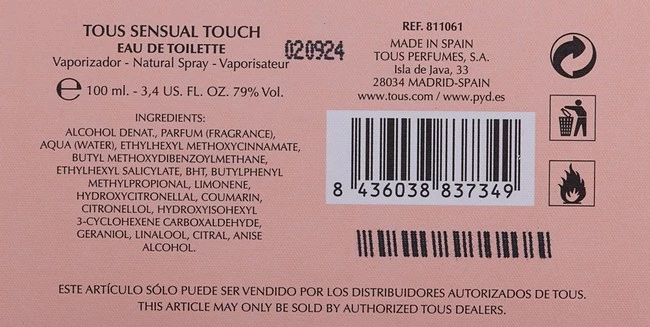 TOUS SENSUAL TOUCH
EAU DE TOILETTE
Vaporizador - Natural Spray - Vaporisateur
020924
℮ 100 ml. - 3,4 US. FL. OZ. 79% Vol.
INGREDIENTS:
ALCOHOL DENAT., PARFUM (FRAGRANCE),
AQUA (WATER), ETHYLHEXYL METHOXYCINNAMATE,
BUTYL METHOXYDIBENZOYLMETHANE,
ETHYLHEXYL SALICYLATE, BHT, BUTYLPHENYL
METHYLPROPIONAL, LIMONENE,
HYDROXYCITRONELLAL, COUMARIN,
CITRONELLOL, HYDROXYISOHEXYL
3-CYCLOHEXENE CARBOXALDEHYDE,
GERANIOL, LINALOOL, CITRAL, ANISE
ALCOHOL.
REF. 811061
MADE IN SPAIN
TOUS PERFUMES, S.A.
Isla de Java, 33
28034 MADRID-SPAIN
www.tous.com / www.pyd.es
8 436038 837349
ESTE ARTÍCULO SÓLO PUEDE SER VENDIDO POR LOS DISTRIBUIDORES AUTORIZADOS DE TOUS.
THIS ARTICLE MAY ONLY BE SOLD BY AUTHORIZED TOUS DEALERS.